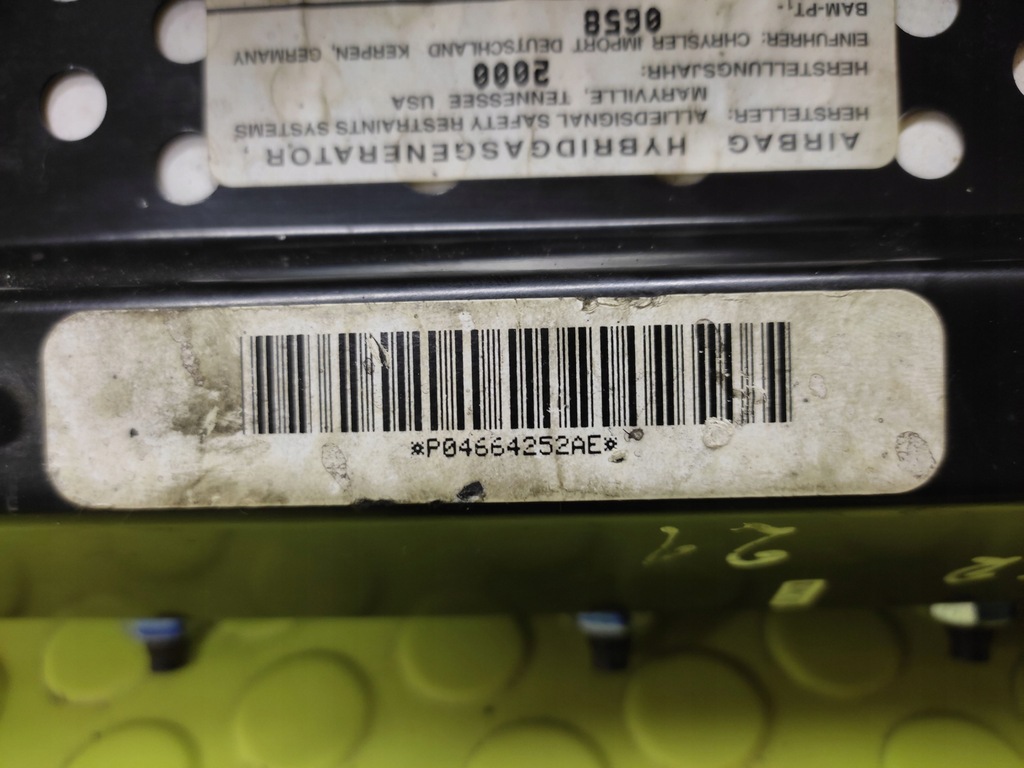 AIRBAG HYBRIDGASGENERATOR
HERSTELLER: ALLIEDSIGNAL SAFETY RESTRAINTS SYSTEMS
MARYVILLE, TENNESSEE USA
HERSTELLUNGSJAHR: 2000
EINFUHRER: CHRYSLER IMPORT DEUTSCHLAND KERPEN, GERMANY
BAM-PT₁- 0658
*P04664252AE*